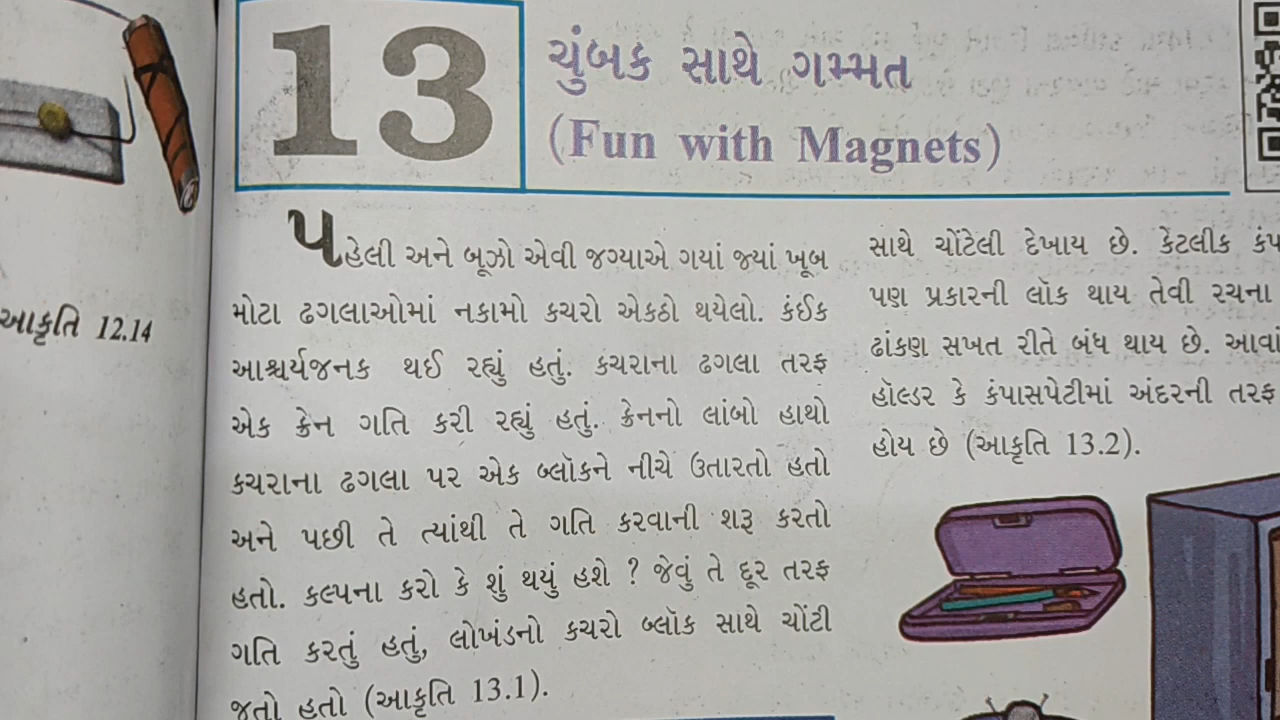 આકૃતિ 12.14
13
ચુંબક સાથે ગમ્મત
(Fun with Magnets)
પહેલી અને બૂઝો એવી જગ્યાએ ગયાં જ્યાં ખૂબ
મોટા ઢગલાઓમાં નકામો કચરો એકઠો થયેલો. કંઈક
આશ્ચર્યજનક થઈ રહ્યું હતું. કચરાના ઢગલા તરફ
એક ક્રેન ગતિ કરી રહ્યું હતું. ક્રેનનો લાંબો હાથો
કચરાના ઢગલા પર એક બ્લૉકને નીચે ઉતારતો હતો
અને પછી તે ત્યાંથી તે ગતિ કરવાની શરૂ કરતો
હતો. કલ્પના કરો કે શું થયું હશે ? જેવું તે દૂર તરફ
ગતિ કરતું હતું, લોખંડનો કચરો બ્લૉક સાથે ચોંટી
જતો હતો (આકૃતિ 13.1).
સાથે ચોંટેલી દેખાય છે. કેટલીક
પણ પ્રકારની લૉક થાય તેવી રચના
ઢાંકણ સખત રીતે બંધ થાય છે. આવાં
હૉલ્ડર કે કંપાસપેટીમાં અંદરની તરફ
હોય છે (આકૃતિ 13.2).